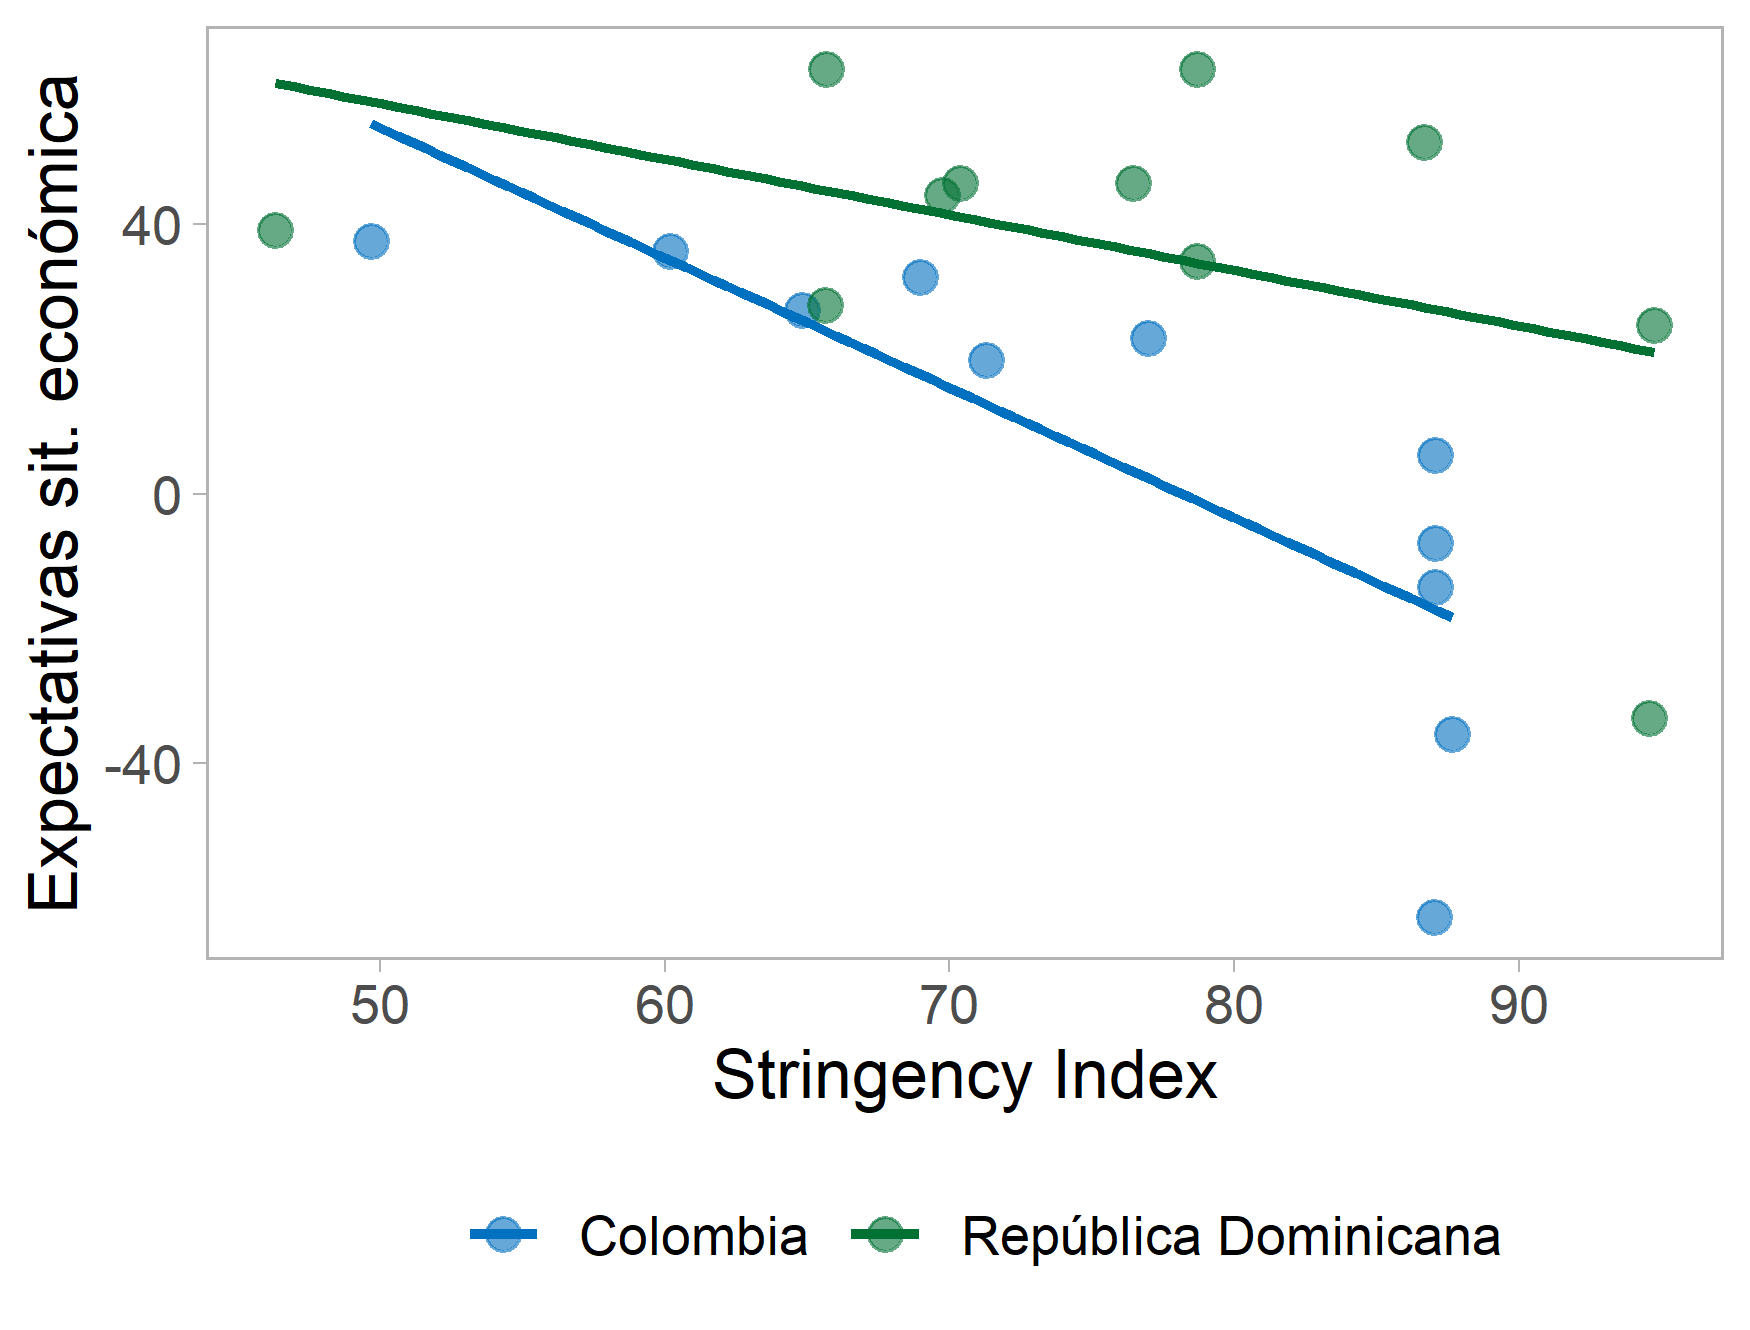 Expectativas sit. económica
40
0
-40
50 60 70 80 90
Stringency Index
Colombia República Dominicana